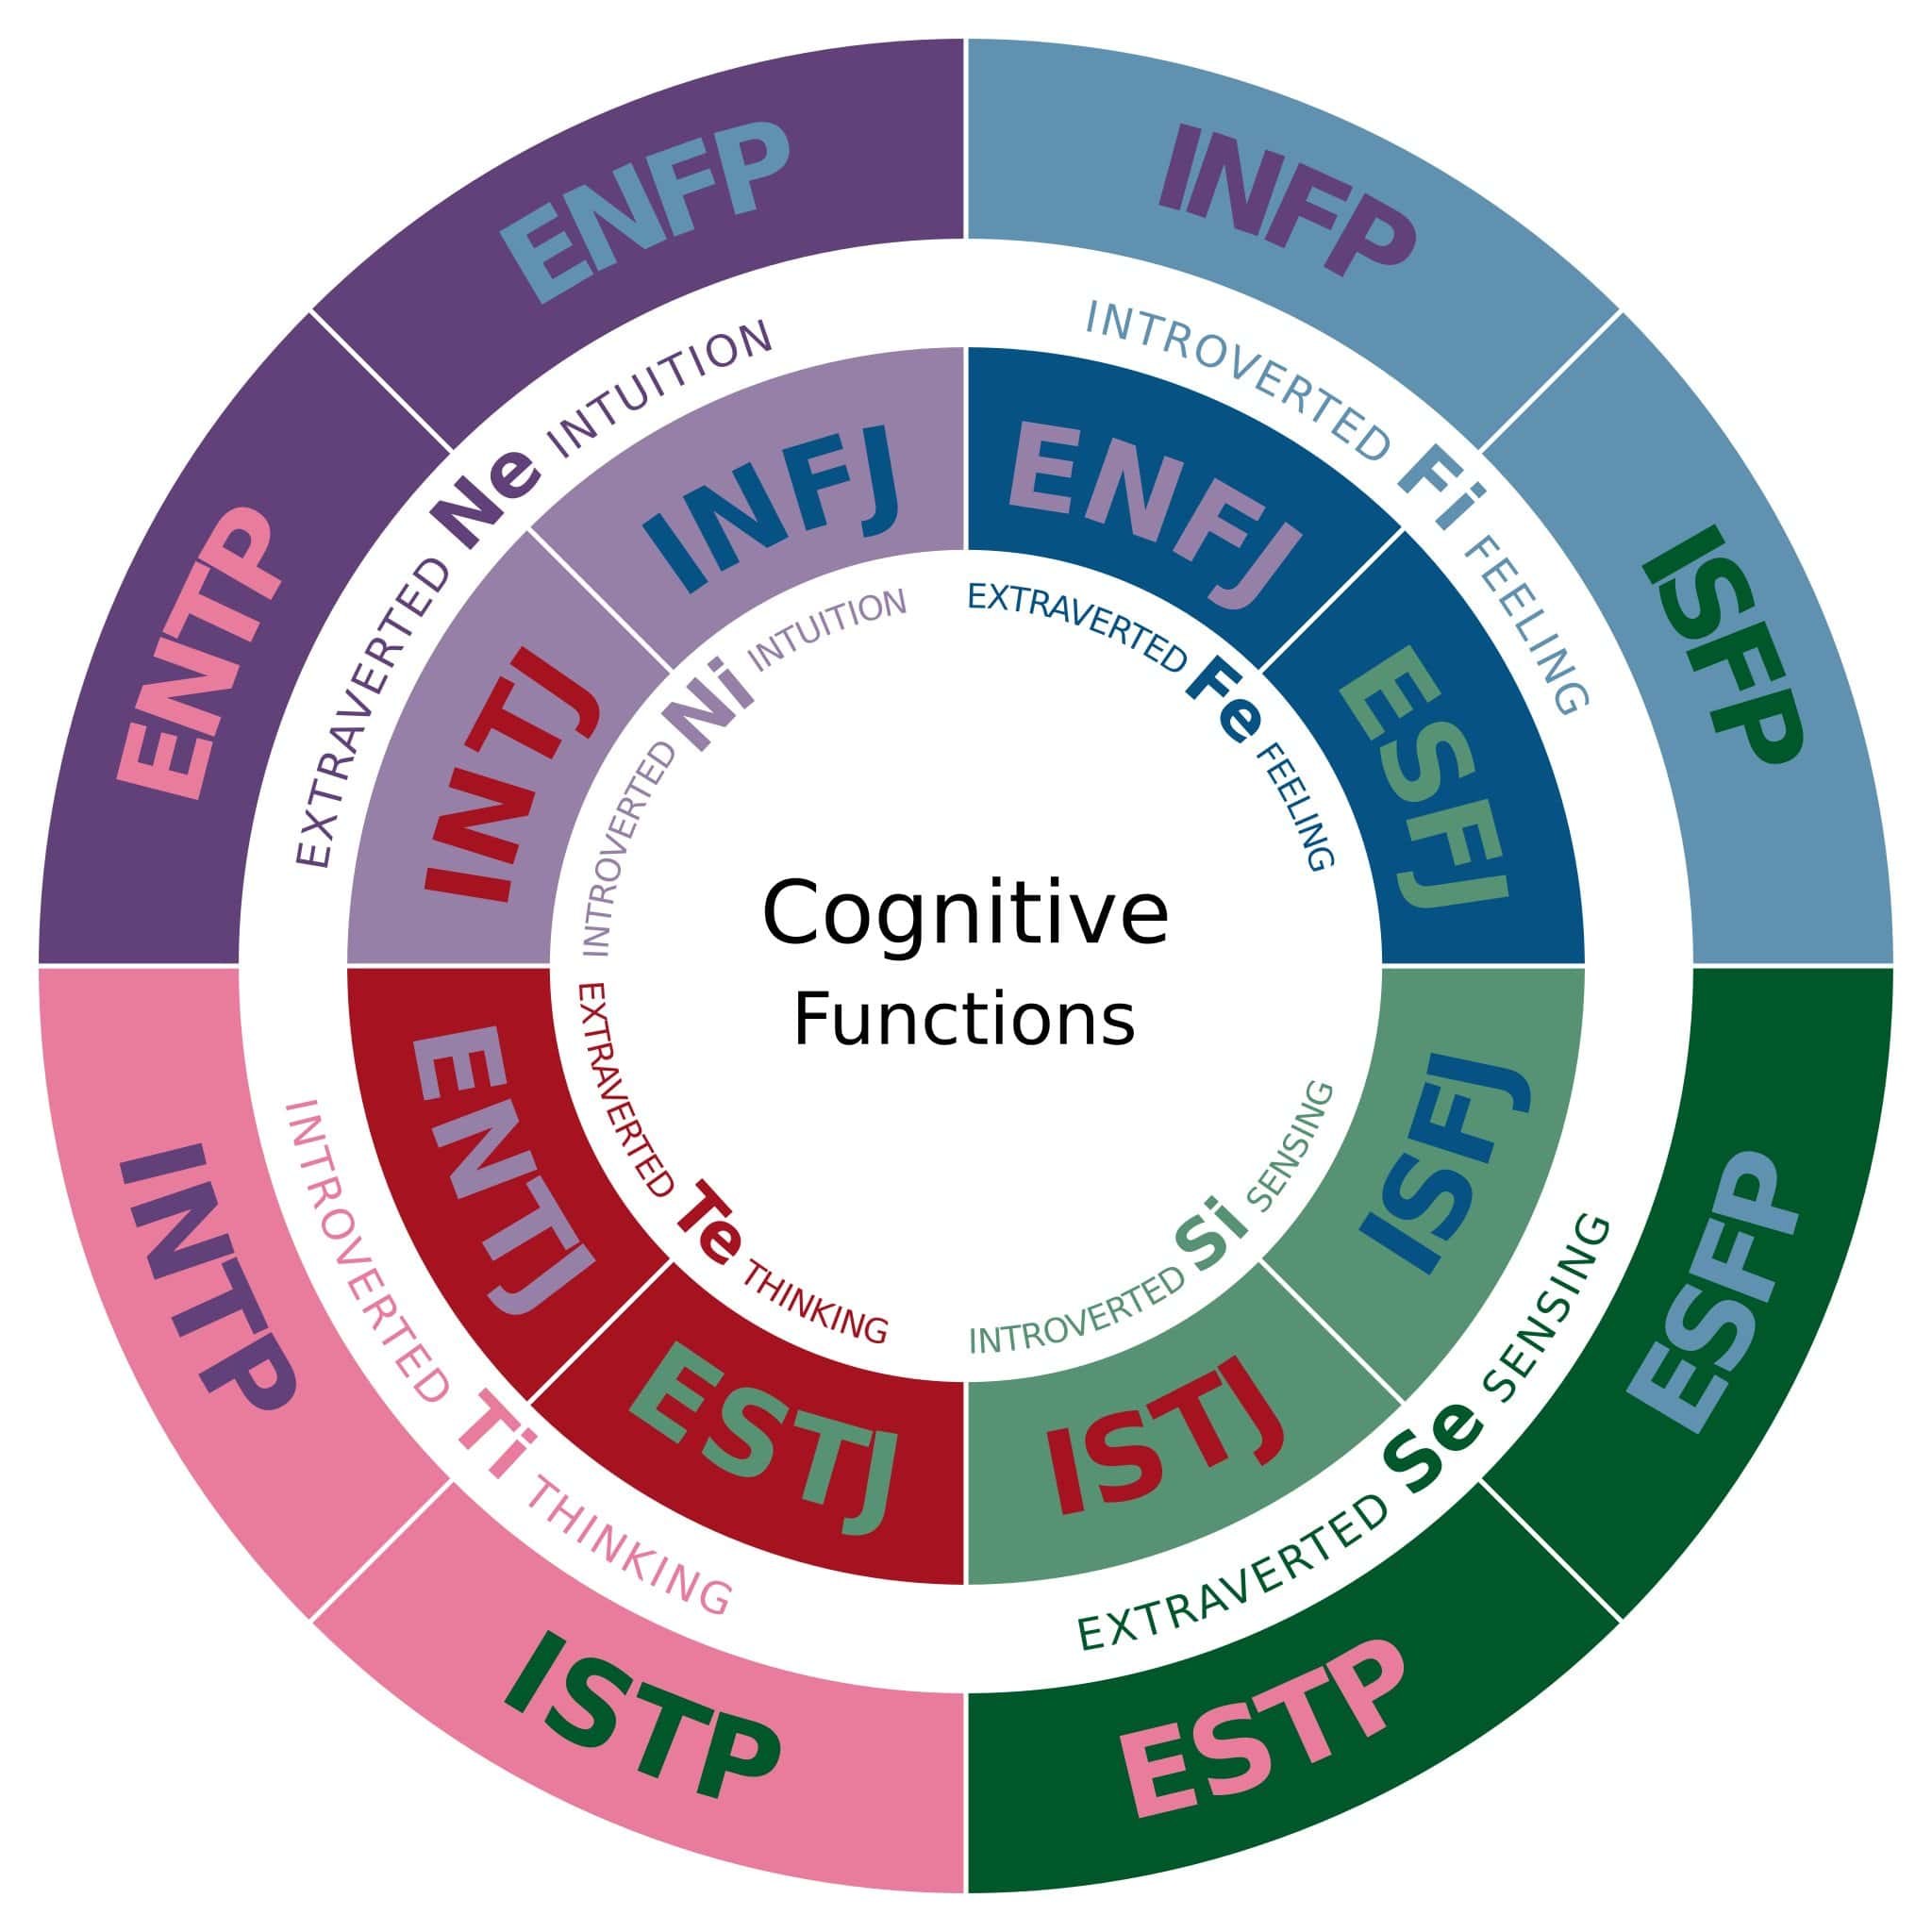 ENFP
INFP
ISFP
ESFP
ESTP
ISTP
INTP
ENTP
EXTRAVERTED Ne INTUITION
INTROVERTED Fi FEELING
EXTRAVERTED Se SENSING
INTROVERTED Ti THINKING
INFJ
ENFJ
ESFJ
ISFJ
ISTJ
ESTJ
ENTJ
INTJ
INTROVERTED Ni INTUITION
EXTRAVERTED Fe FEELING
INTROVERTED Si SENSING
EXTRAVERTED Te THINKING
Cognitive
Functions